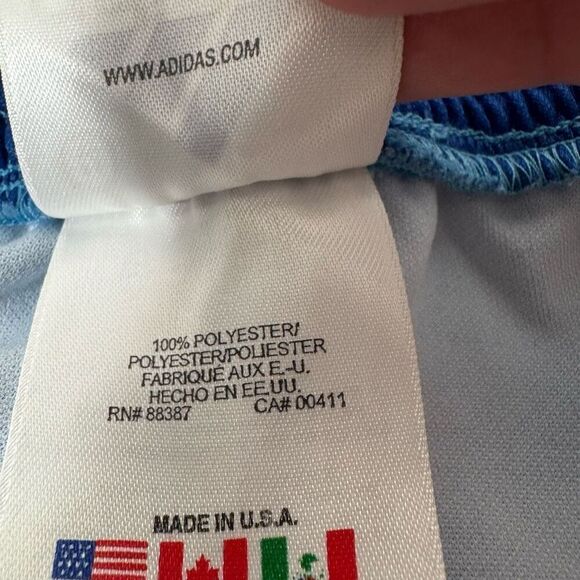 WWW.ADIDAS.COM
100% POLYESTER/
POLYESTER/POLIESTER
FABRIQUÉ AUX E.-U.
HECHO EN EE.UU.
RN# 88387 CA# 00411
MADE IN U.S.A.